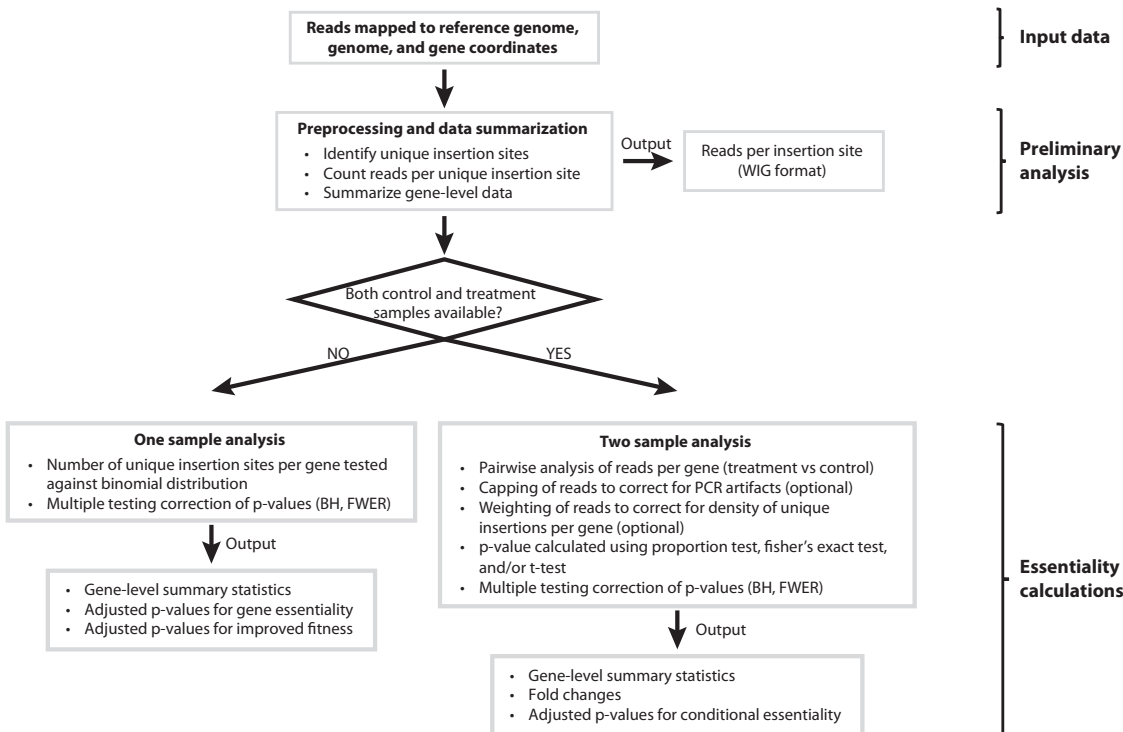 Reads mapped to reference genome,
genome, and gene coordinates
Input data
Preprocessing and data summarization
• Identify unique insertion sites
• Count reads per unique insertion site
• Summarize gene-level data
Output
Reads per insertion site
(WIG format)
Preliminary
analysis
Both control and treatment
samples available?
NO
YES
One sample analysis
• Number of unique insertion sites per gene tested
against binomial distribution
• Multiple testing correction of p-values (BH, FWER)
Output
• Gene-level summary statistics
• Adjusted p-values for gene essentiality
• Adjusted p-values for improved fitness
Two sample analysis
• Pairwise analysis of reads per gene (treatment vs control)
• Capping of reads to correct for PCR artifacts (optional)
• Weighting of reads to correct for density of unique
insertions per gene (optional)
• p-value calculated using proportion test, fisher's exact test,
and/or t-test
• Multiple testing correction of p-values (BH, FWER)
Output
• Gene-level summary statistics
• Fold changes
• Adjusted p-values for conditional essentiality
Essentiality
calculations